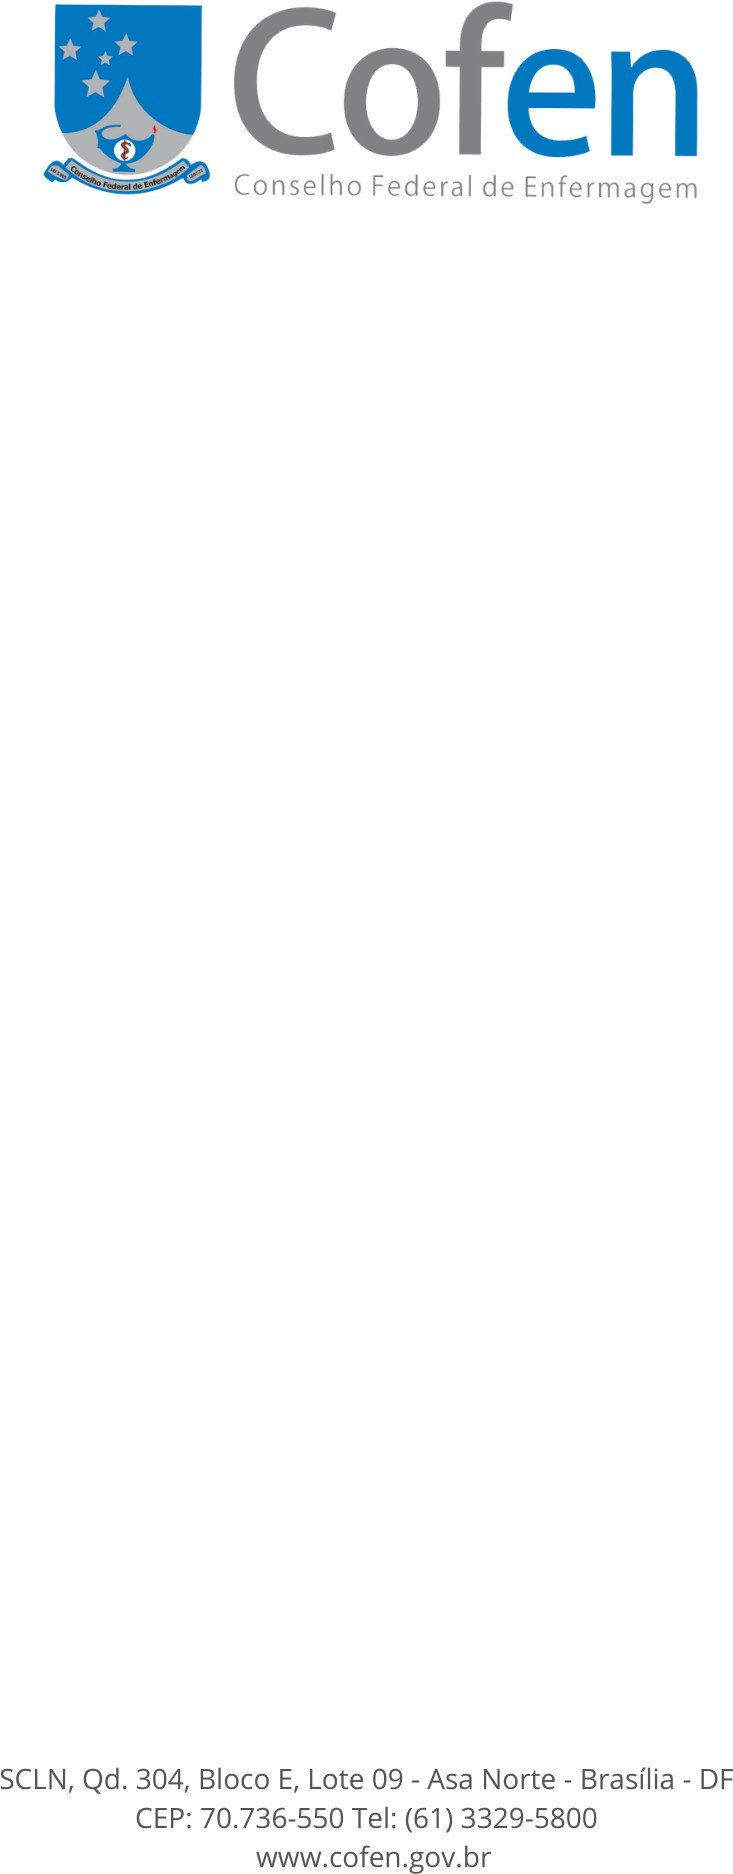 Cofen
Conselho Federal de Enfermagem
Conselho Federal de Enfermagem
SCLN, Qd. 304, Bloco E, Lote 09 - Asa Norte - Brasília - DF
CEP: 70.736-550 Tel: (61) 3329-5800
www.cofen.gov.br